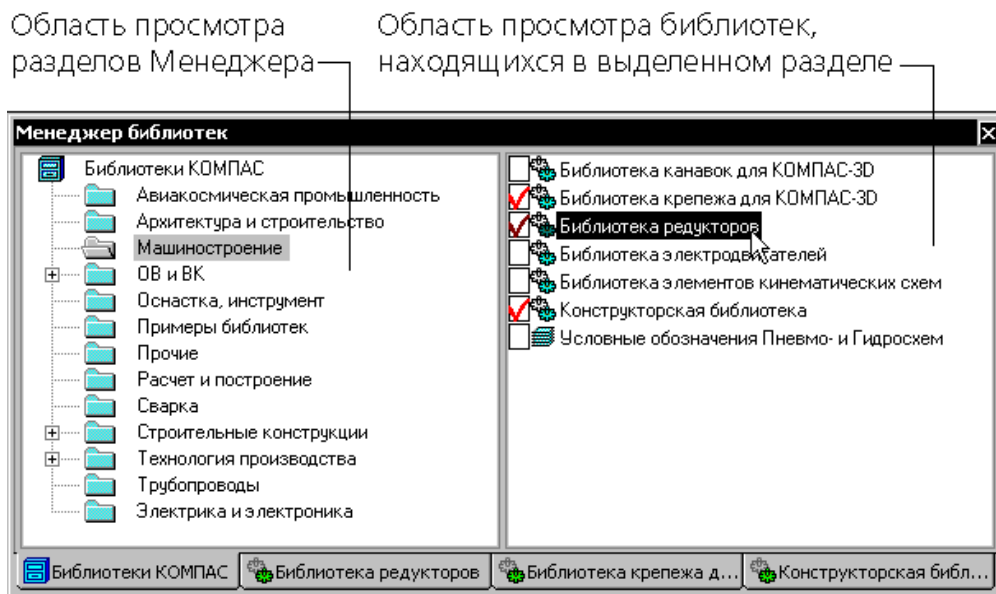 Область просмотра
разделов Менеджера
Область просмотра библиотек,
находящихся в выделенном разделе
Менеджер библиотек
Библиотеки КОМПАС
Авиакосмическая промышленность
Архитектура и строительство
Машиностроение
ОВ и ВК
Оснастка, инструмент
Примеры библиотек
Прочие
Расчет и построение
Сварка
Строительные конструкции
Технология производства
Трубопроводы
Электрика и электроника
Библиотека канавок для КОМПАС-3D
Библиотека крепежа для КОМПАС-3D
Библиотека редукторов
Библиотека электродвигателей
Библиотека элементов кинематических схем
Конструкторская библиотека
Условные обозначения Пневмо- и Гидросхем
Библиотеки КОМПАС
Библиотека редукторов
Библиотека крепежа д...
Конструкторская библ...